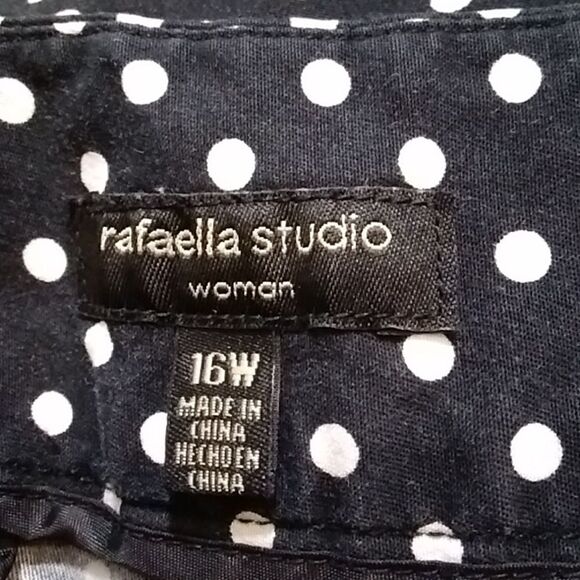 rafaella studio
woman
16W
MADE IN
CHINA
HECHO EN
CHINA